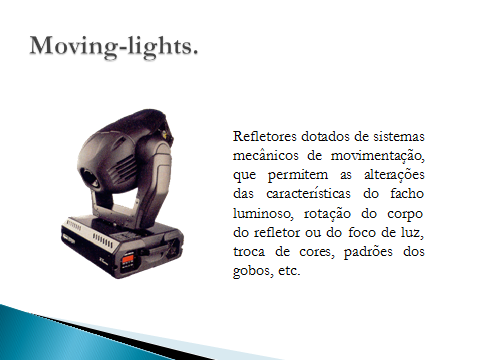 Moving-lights.
Refletores dotados de sistemas
mecânicos de movimentação,
que permitem as alterações
das características do facho
luminoso, rotação do corpo
do refletor ou do foco de luz,
troca de cores, padrões dos
gobos, etc.